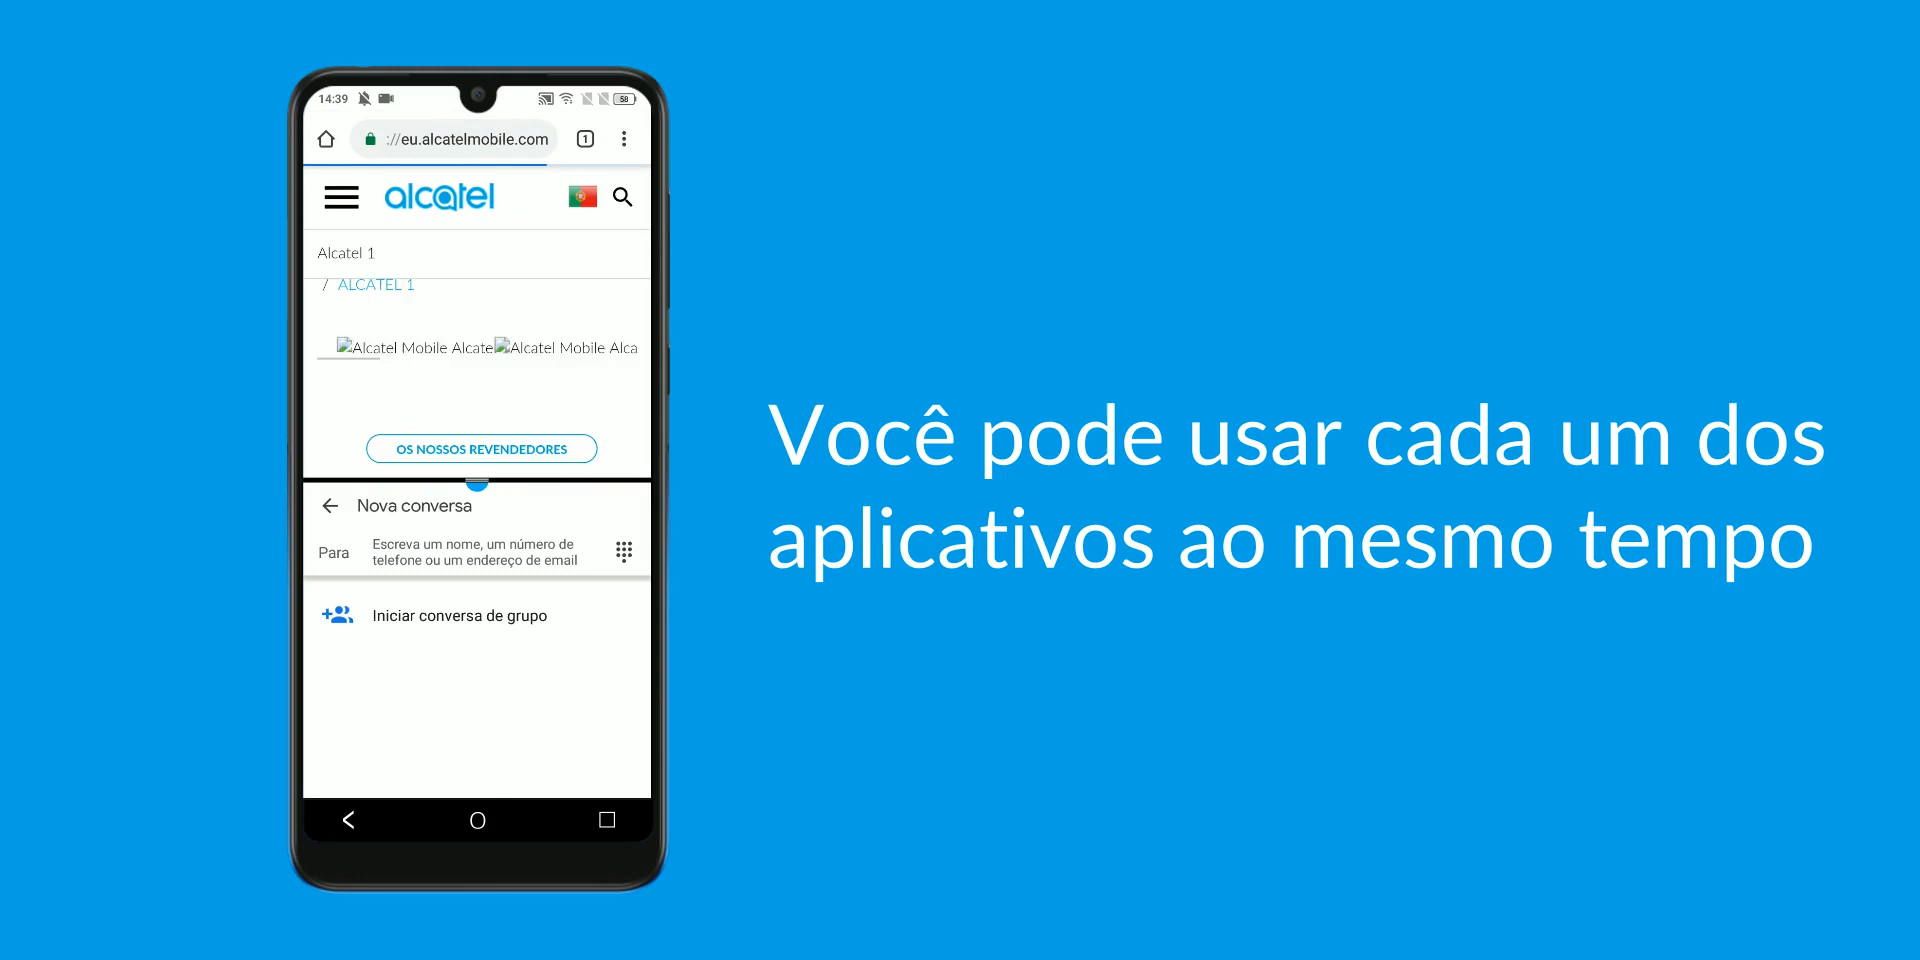 14:39
58
://eu.alcatelmobile.com
1
alcatel
Alcatel 1
/ ALCATEL 1
Alcatel Mobile Alcate
Alcatel Mobile Alca
OS NOSSOS REVENDEDORES
Nova conversa
Para
Escreva um nome, um número de
telefone ou um endereço de email
Iniciar conversa de grupo
Você pode usar cada um dos
aplicativos ao mesmo tempo